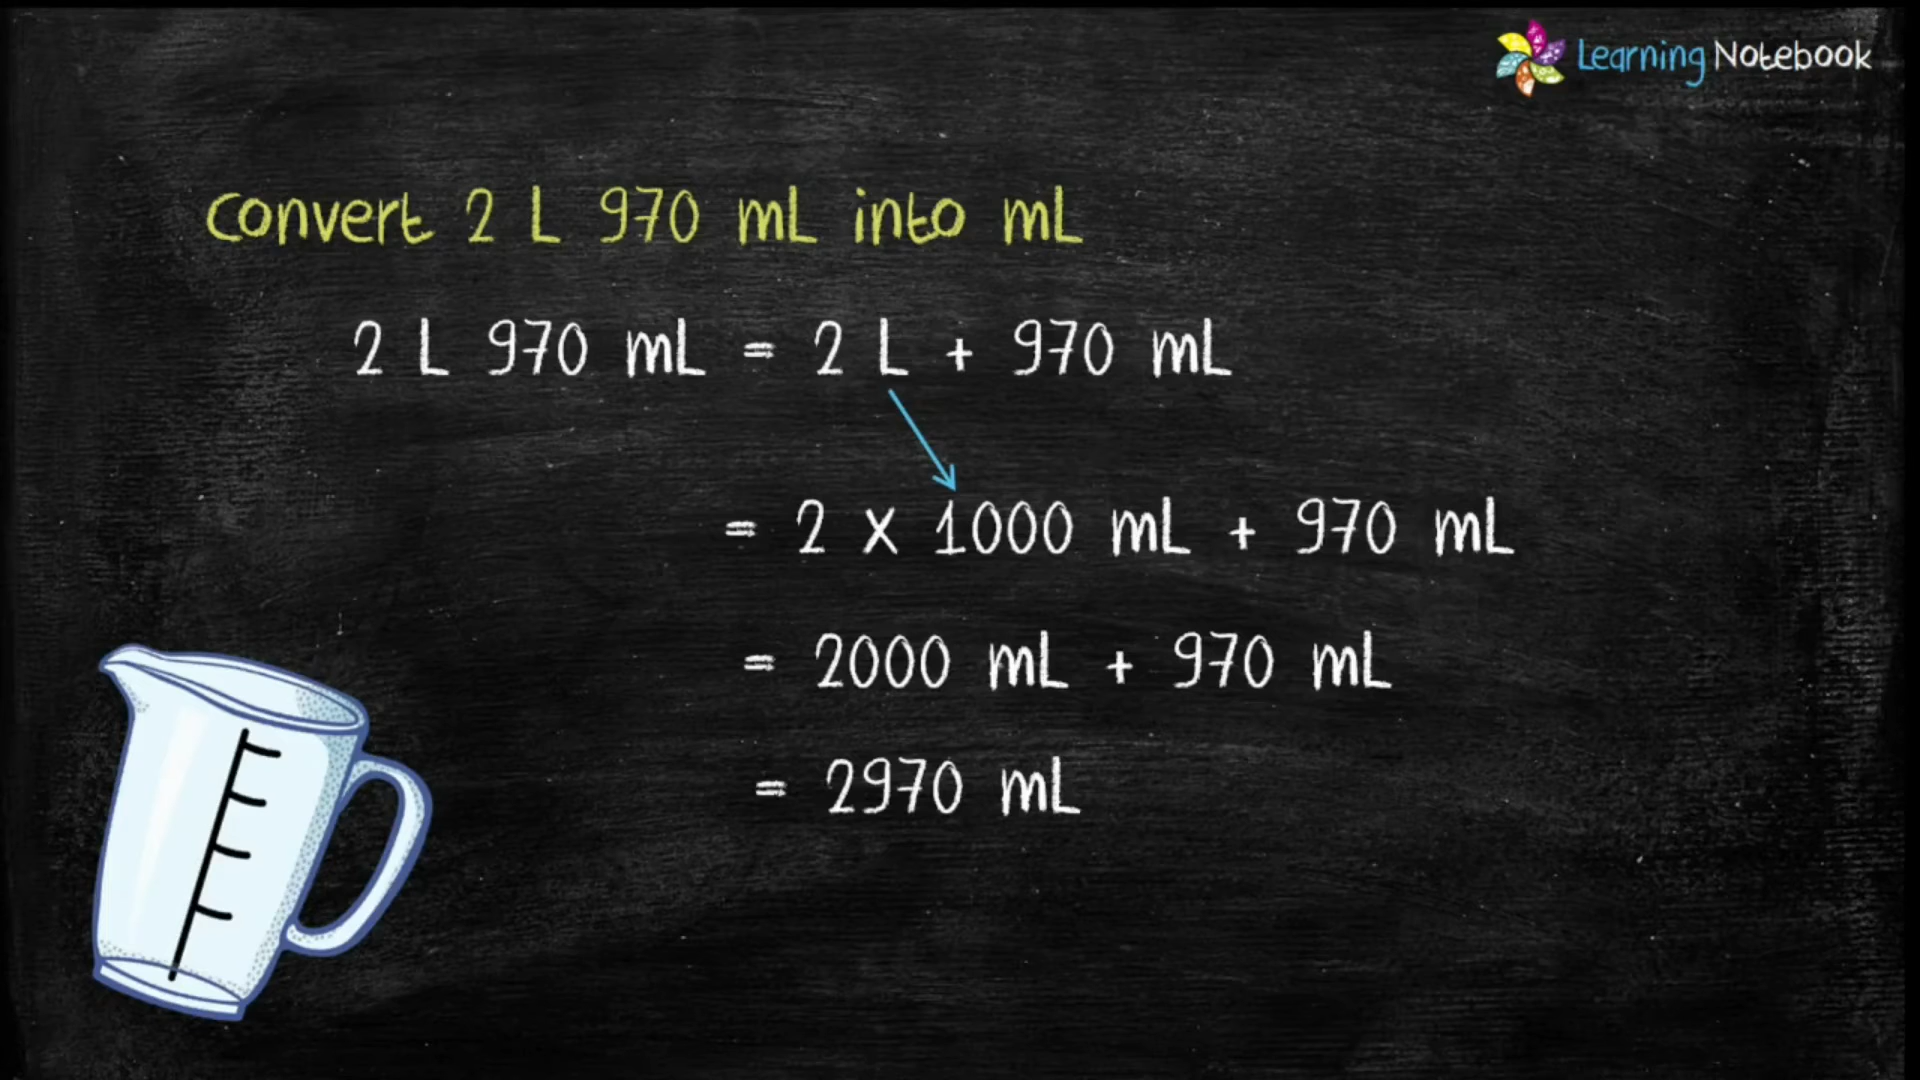 Learning Notebook
Convert 2 L 970 mL into mL
2 L 970 mL = 2 L + 970 mL
= 2 x 1000 mL + 970 mL
= 2000 mL + 970 mL
= 2970 mL